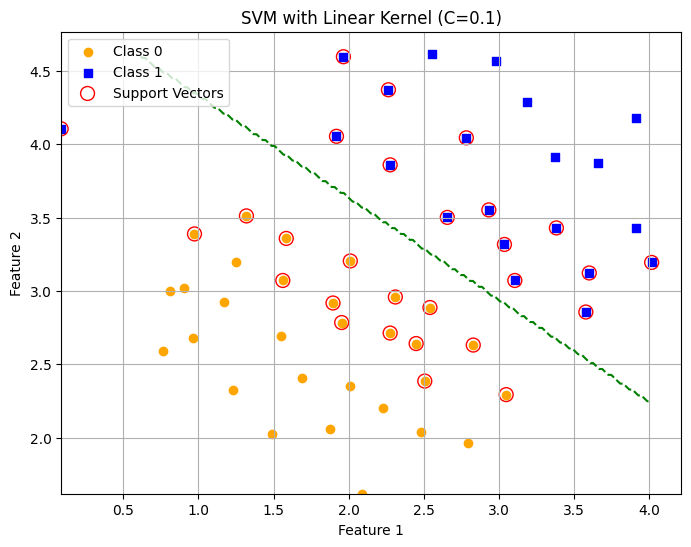 SVM with Linear Kernel (C=0.1)
Class 0
Class 1
Support Vectors
Feature 2
4.5
4.0
3.5
3.0
2.5
2.0
0.5 1.0 1.5 2.0 2.5 3.0 3.5 4.0
Feature 1